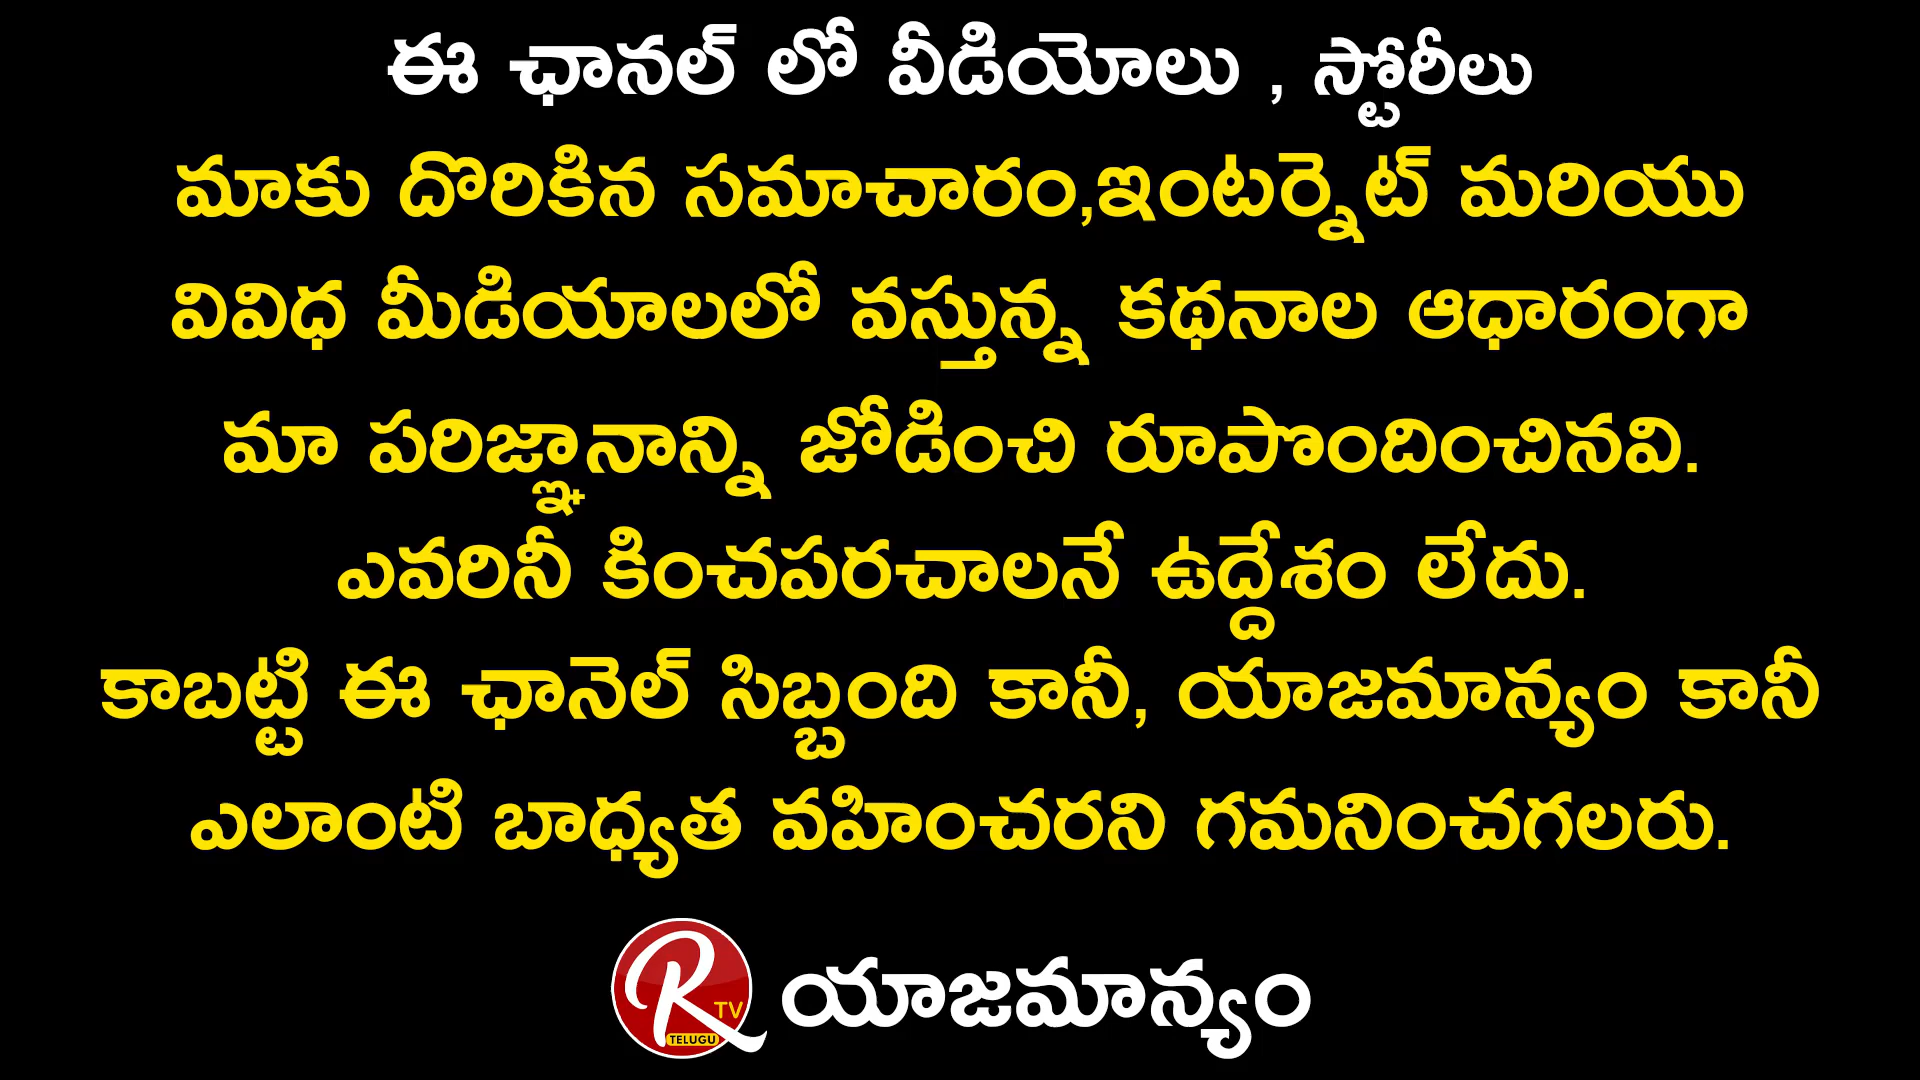 ఈ ఛానల్ లో వీడియోలు , స్టోరీలు
మాకు దొరికిన సమాచారం,ఇంటర్నెట్ మరియు
వివిధ మీడియాలలో వస్తున్న కథనాల ఆధారంగా
మా పరిజ్ఞానాన్ని జోడించి రూపొందించినవి.
ఎవరినీ కించపరచాలనే ఉద్దేశం లేదు.
కాబట్టి ఈ ఛానెల్ సిబ్బంది కానీ, యాజమాన్యం కానీ
ఎలాంటి బాధ్యత వహించరని గమనించగలరు.
R TV TELUGU యాజమాన్యం